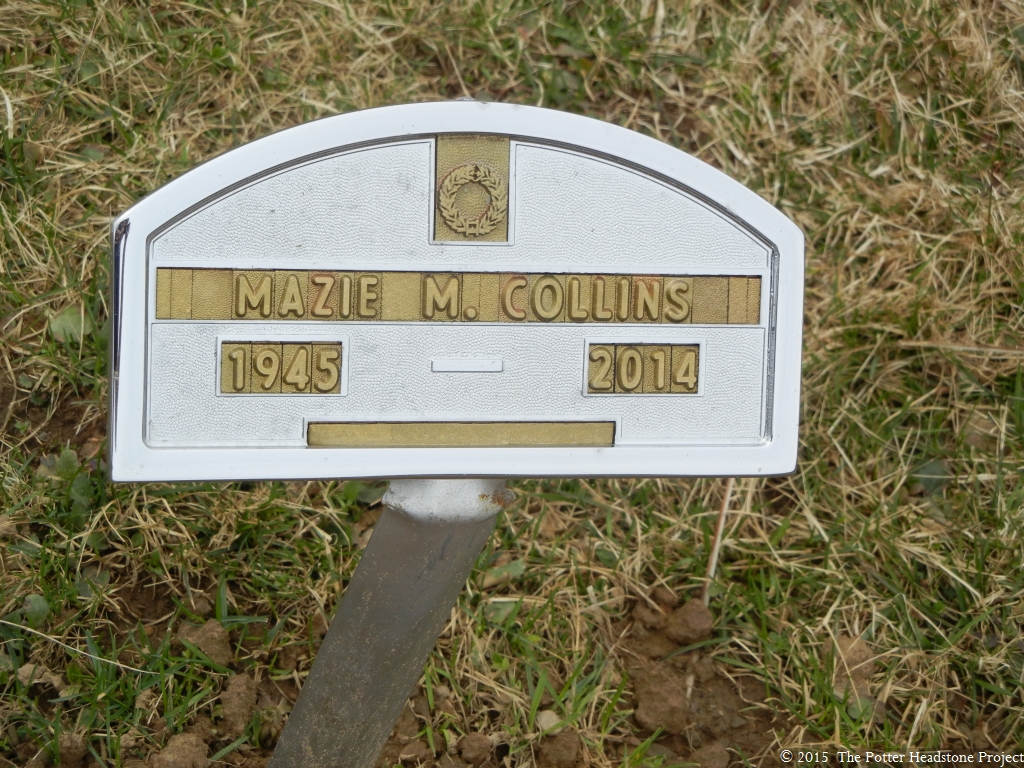 MAZIE M. COLLINS
1945 — 2014
© 2015 The Potter Headstone Project